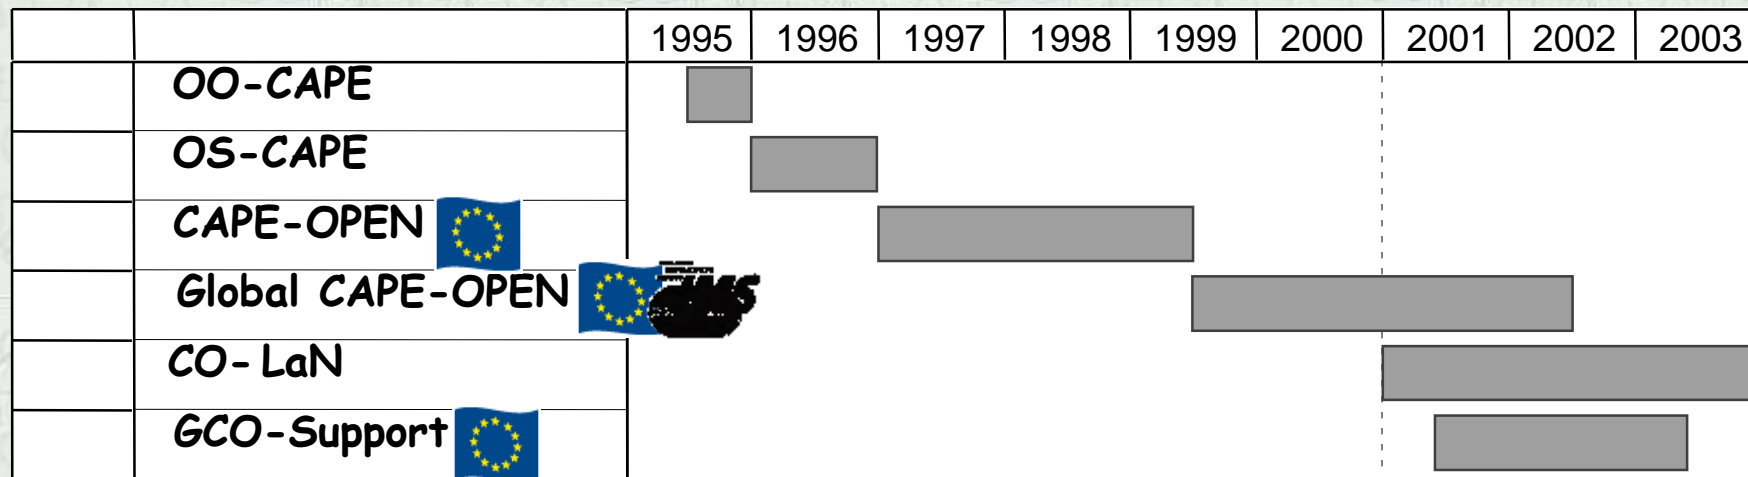 1995 1996 1997 1998 1999 2000 2001 2002 2003
OO-CAPE
OS-CAPE
CAPE-OPEN
Global CAPE-OPEN
CO-LaN
GCO-Support